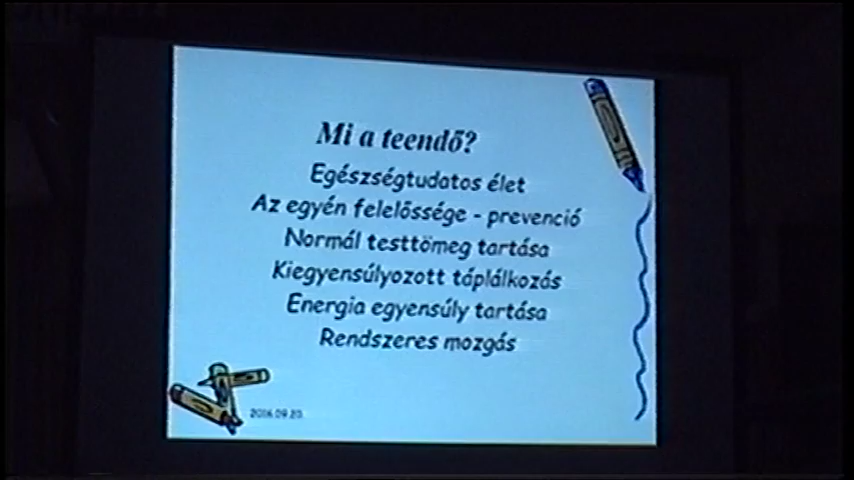 Mi a teendő?
Egészségtudatos élet
Az egyén felelőssége - prevenció
Normál testtömeg tartása
Kiegyensúlyozott táplálkozás
Energia egyensúly tartása
Rendszeres mozgás
2016.09.20.